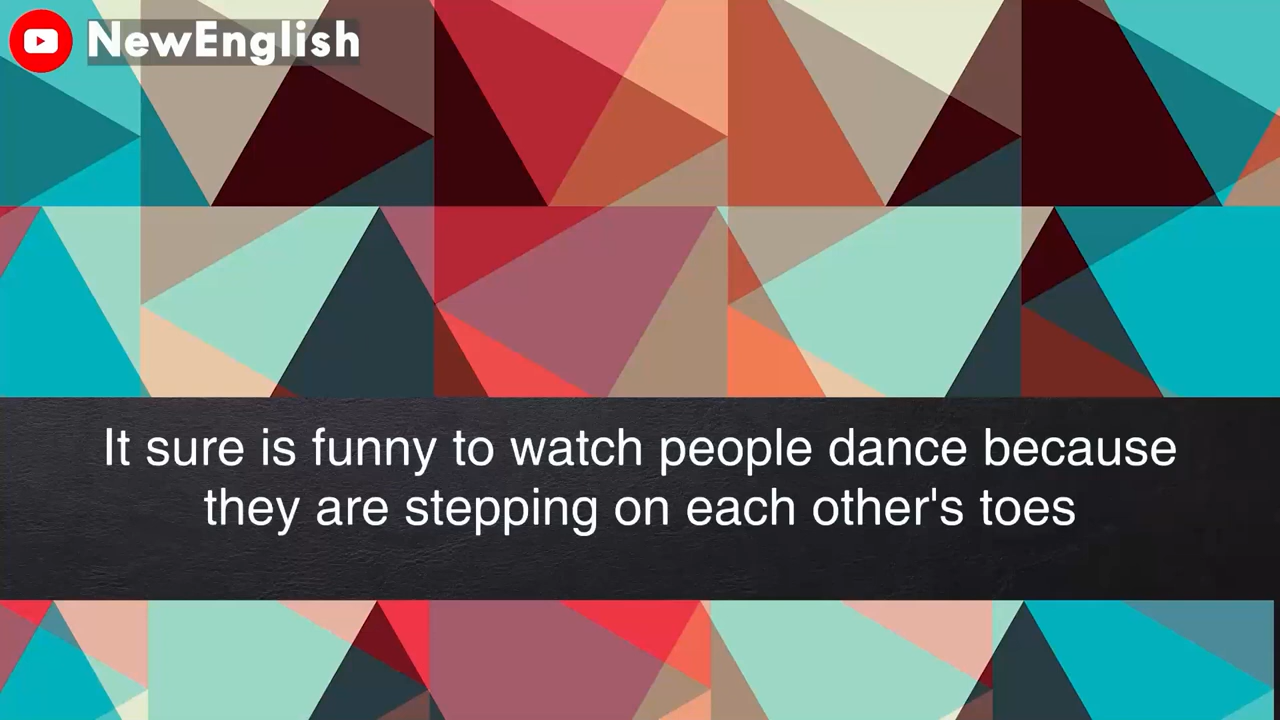 NewEnglish
It sure is funny to watch people dance because
they are stepping on each other's toes